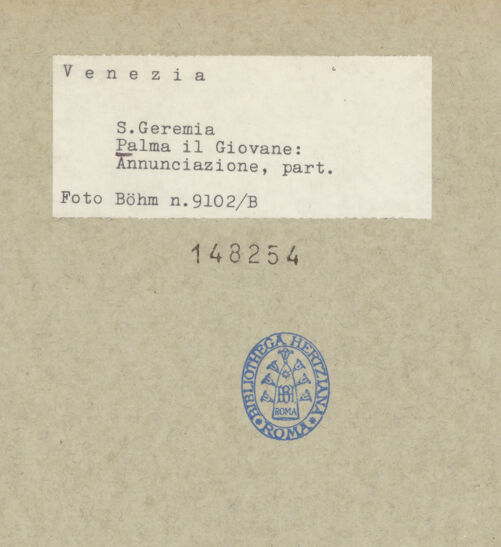 Venezia
S.Geremia
Palma il Giovane:
Annunciazione, part.
Foto Böhm n.9102/B
148254
BIBLIOTHECA HERTZIANA
ROMA
ROMA